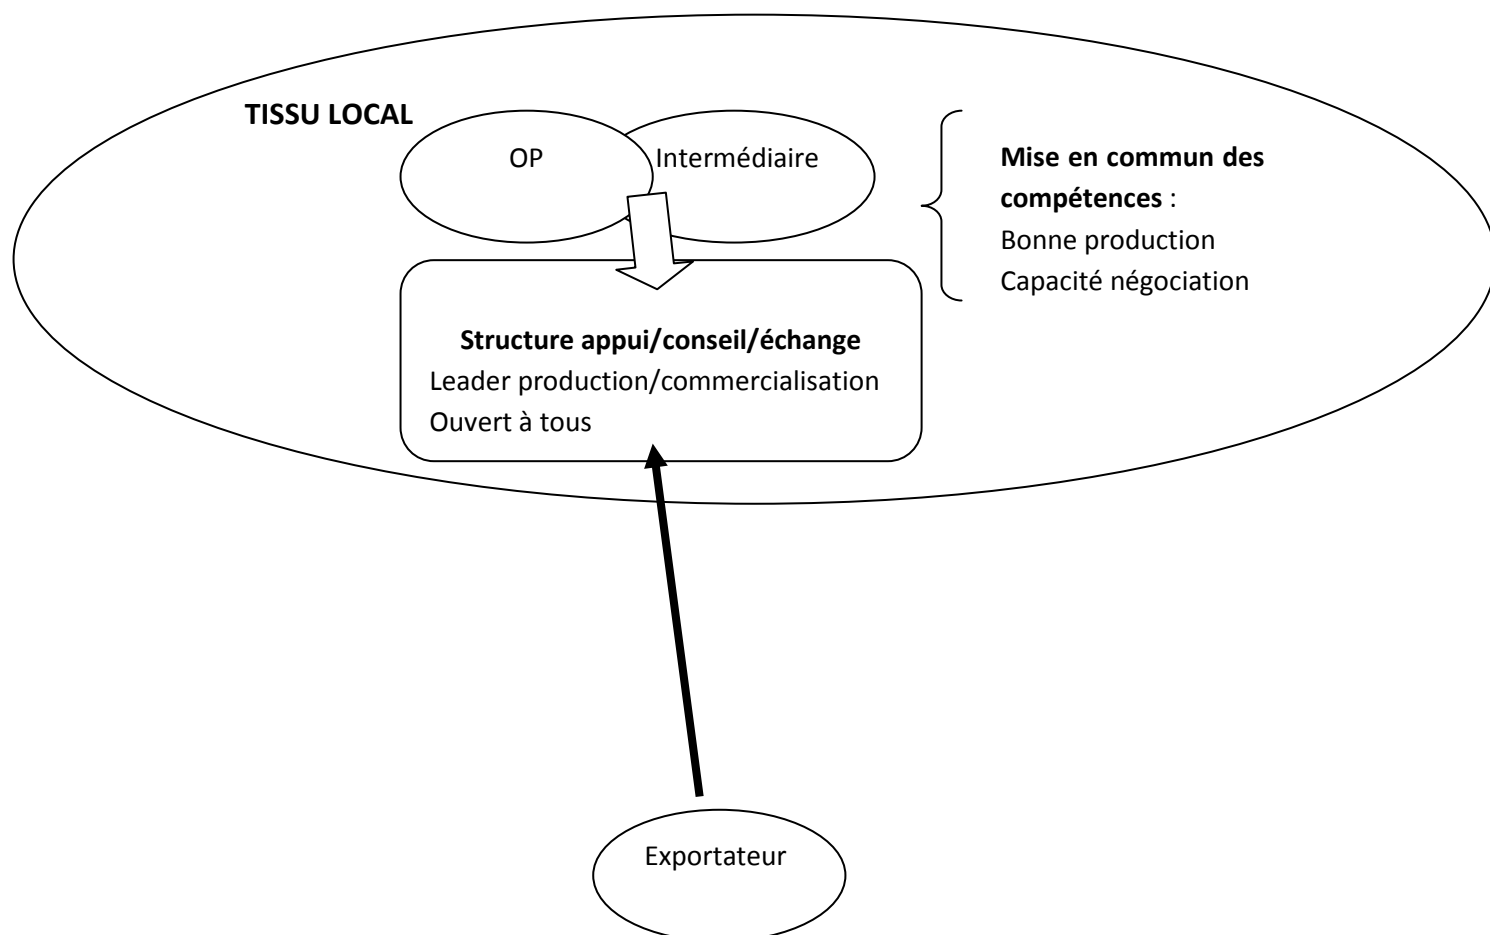 TISSU LOCAL
OP
Intermédiaire
Mise en commun des
compétences :
Bonne production
Capacité négociation
Structure appui/conseil/échange
Leader production/commercialisation
Ouvert à tous
Exportateur